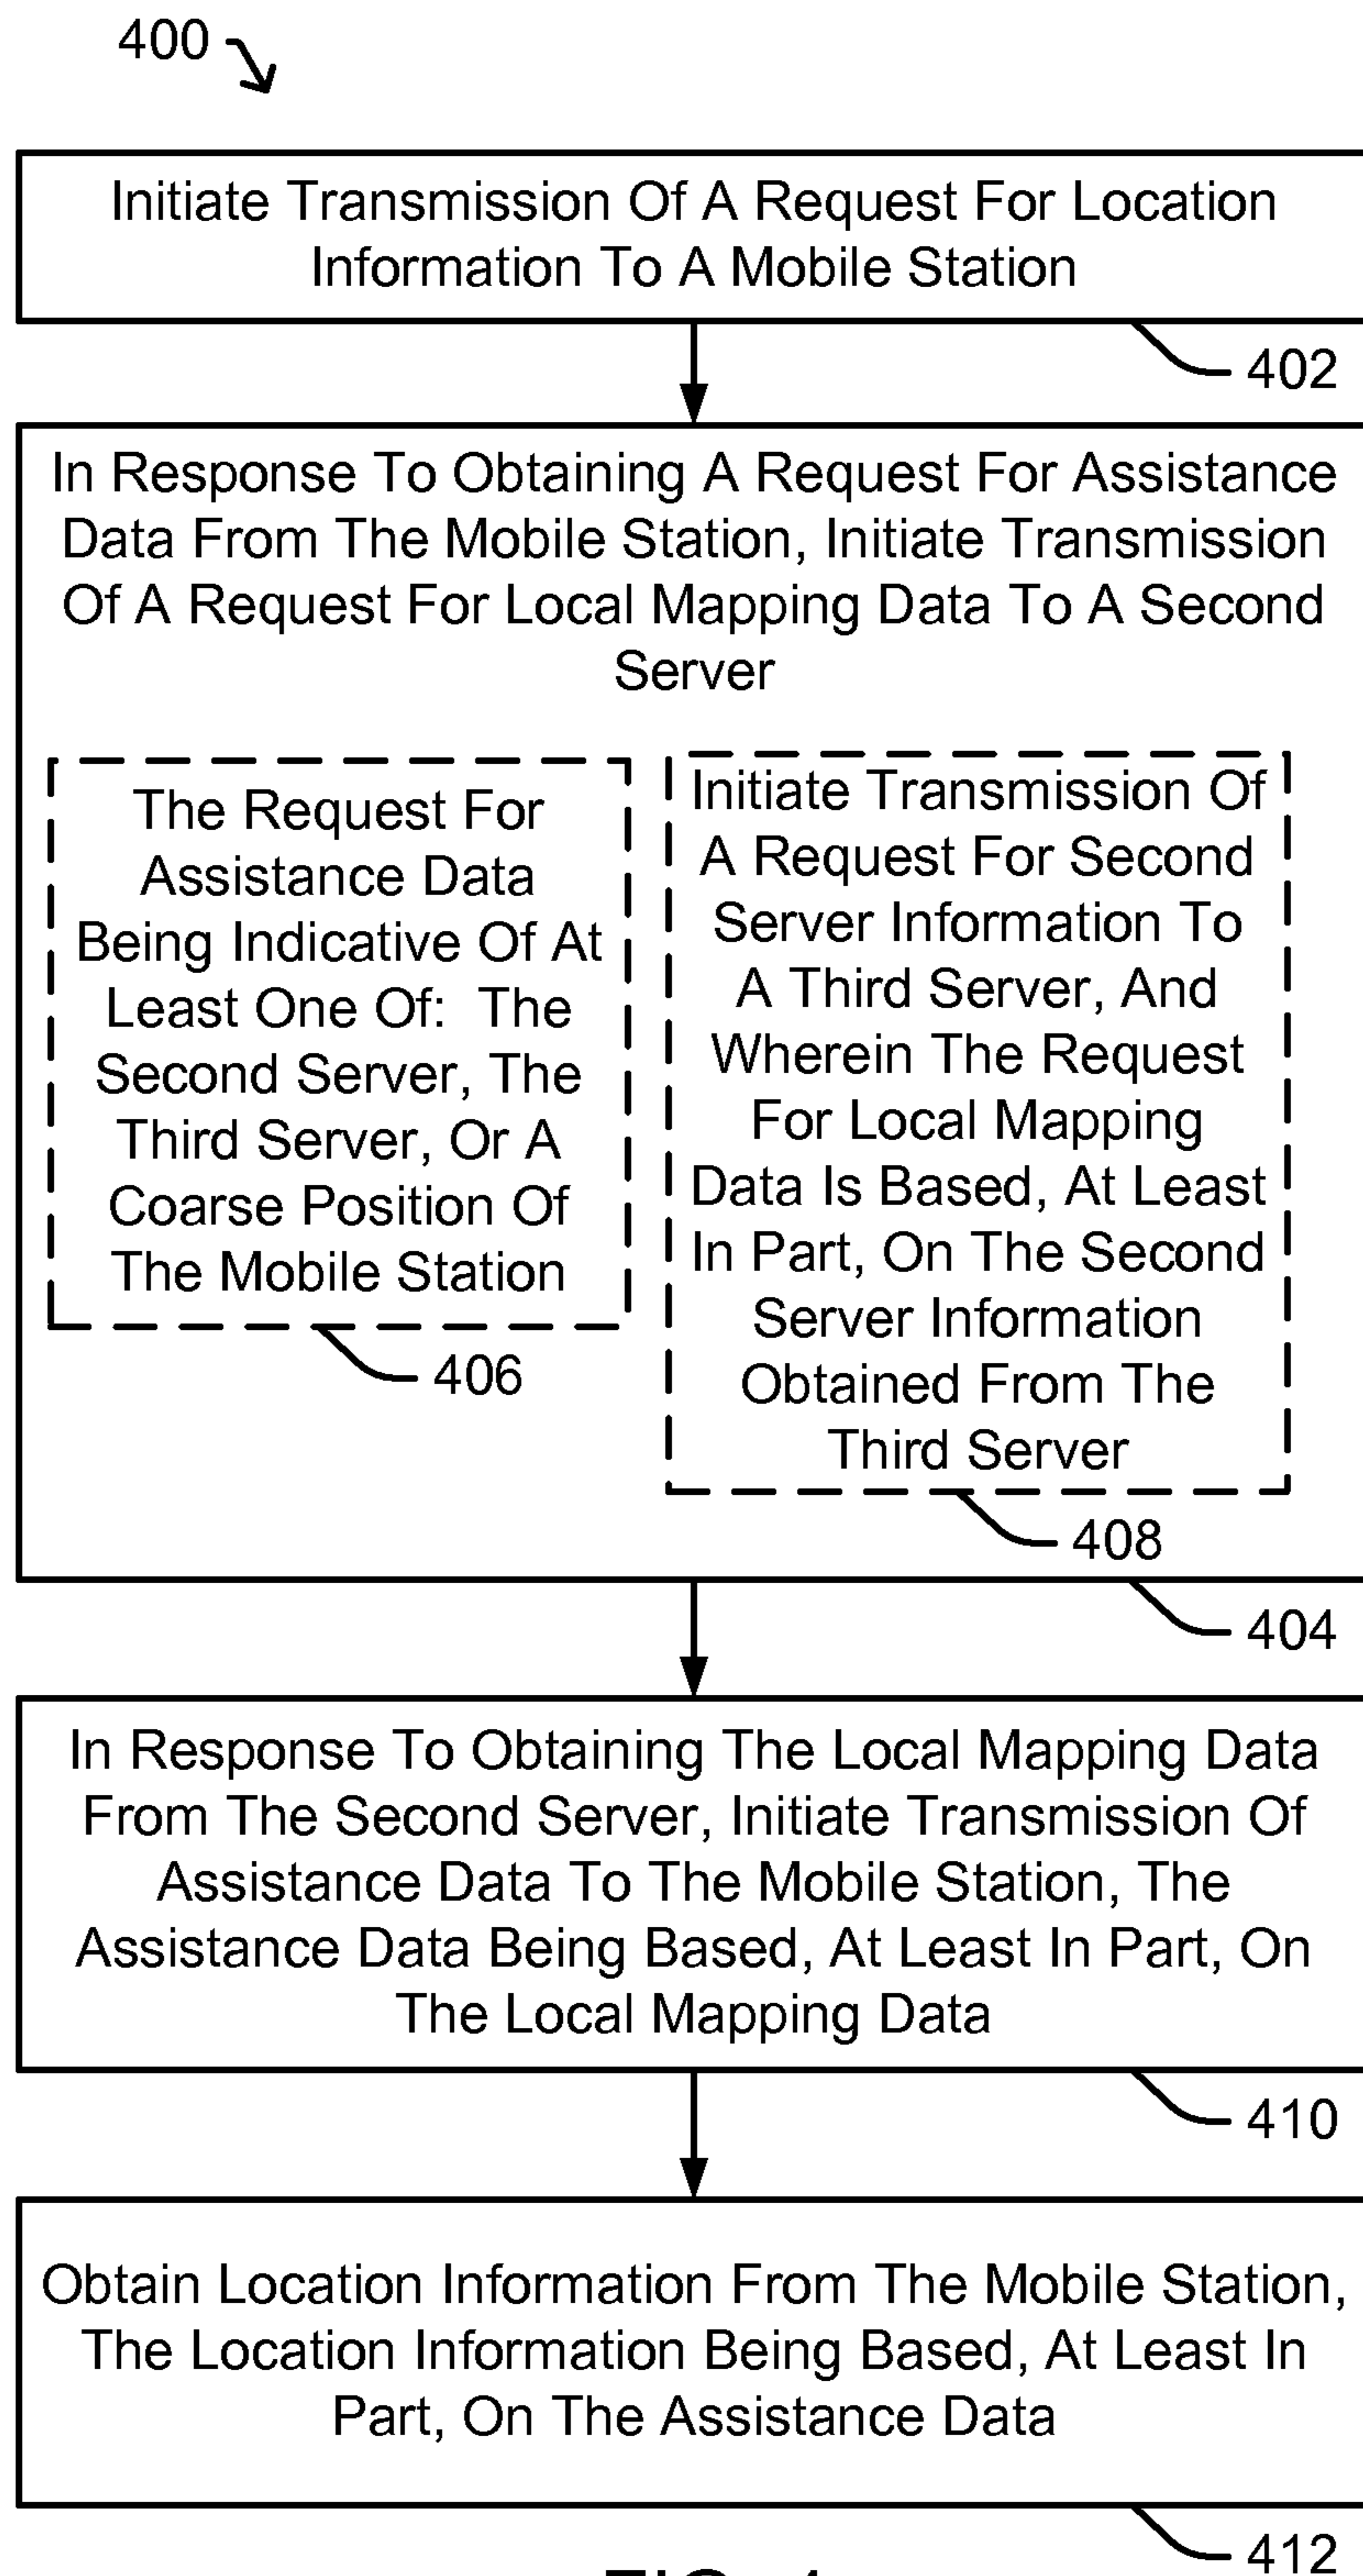 400
Initiate Transmission Of A Request For Location
Information To A Mobile Station
402
In Response To Obtaining A Request For Assistance
Data From The Mobile Station, Initiate Transmission
Of A Request For Local Mapping Data To A Second
Server
The Request For
Assistance Data
Being Indicative Of At
Least One Of:  The
Second Server, The
Third Server, Or A
Coarse Position Of
The Mobile Station
406
Initiate Transmission Of
A Request For Second
Server Information To
A Third Server, And
Wherein The Request
For Local Mapping
Data Is Based, At Least
In Part, On The Second
Server Information
Obtained From The
Third Server
408
404
In Response To Obtaining The Local Mapping Data
From The Second Server, Initiate Transmission Of
Assistance Data To The Mobile Station, The
Assistance Data Being Based, At Least In Part, On
The Local Mapping Data
410
Obtain Location Information From The Mobile Station,
The Location Information Being Based, At Least In
Part, On The Assistance Data
412